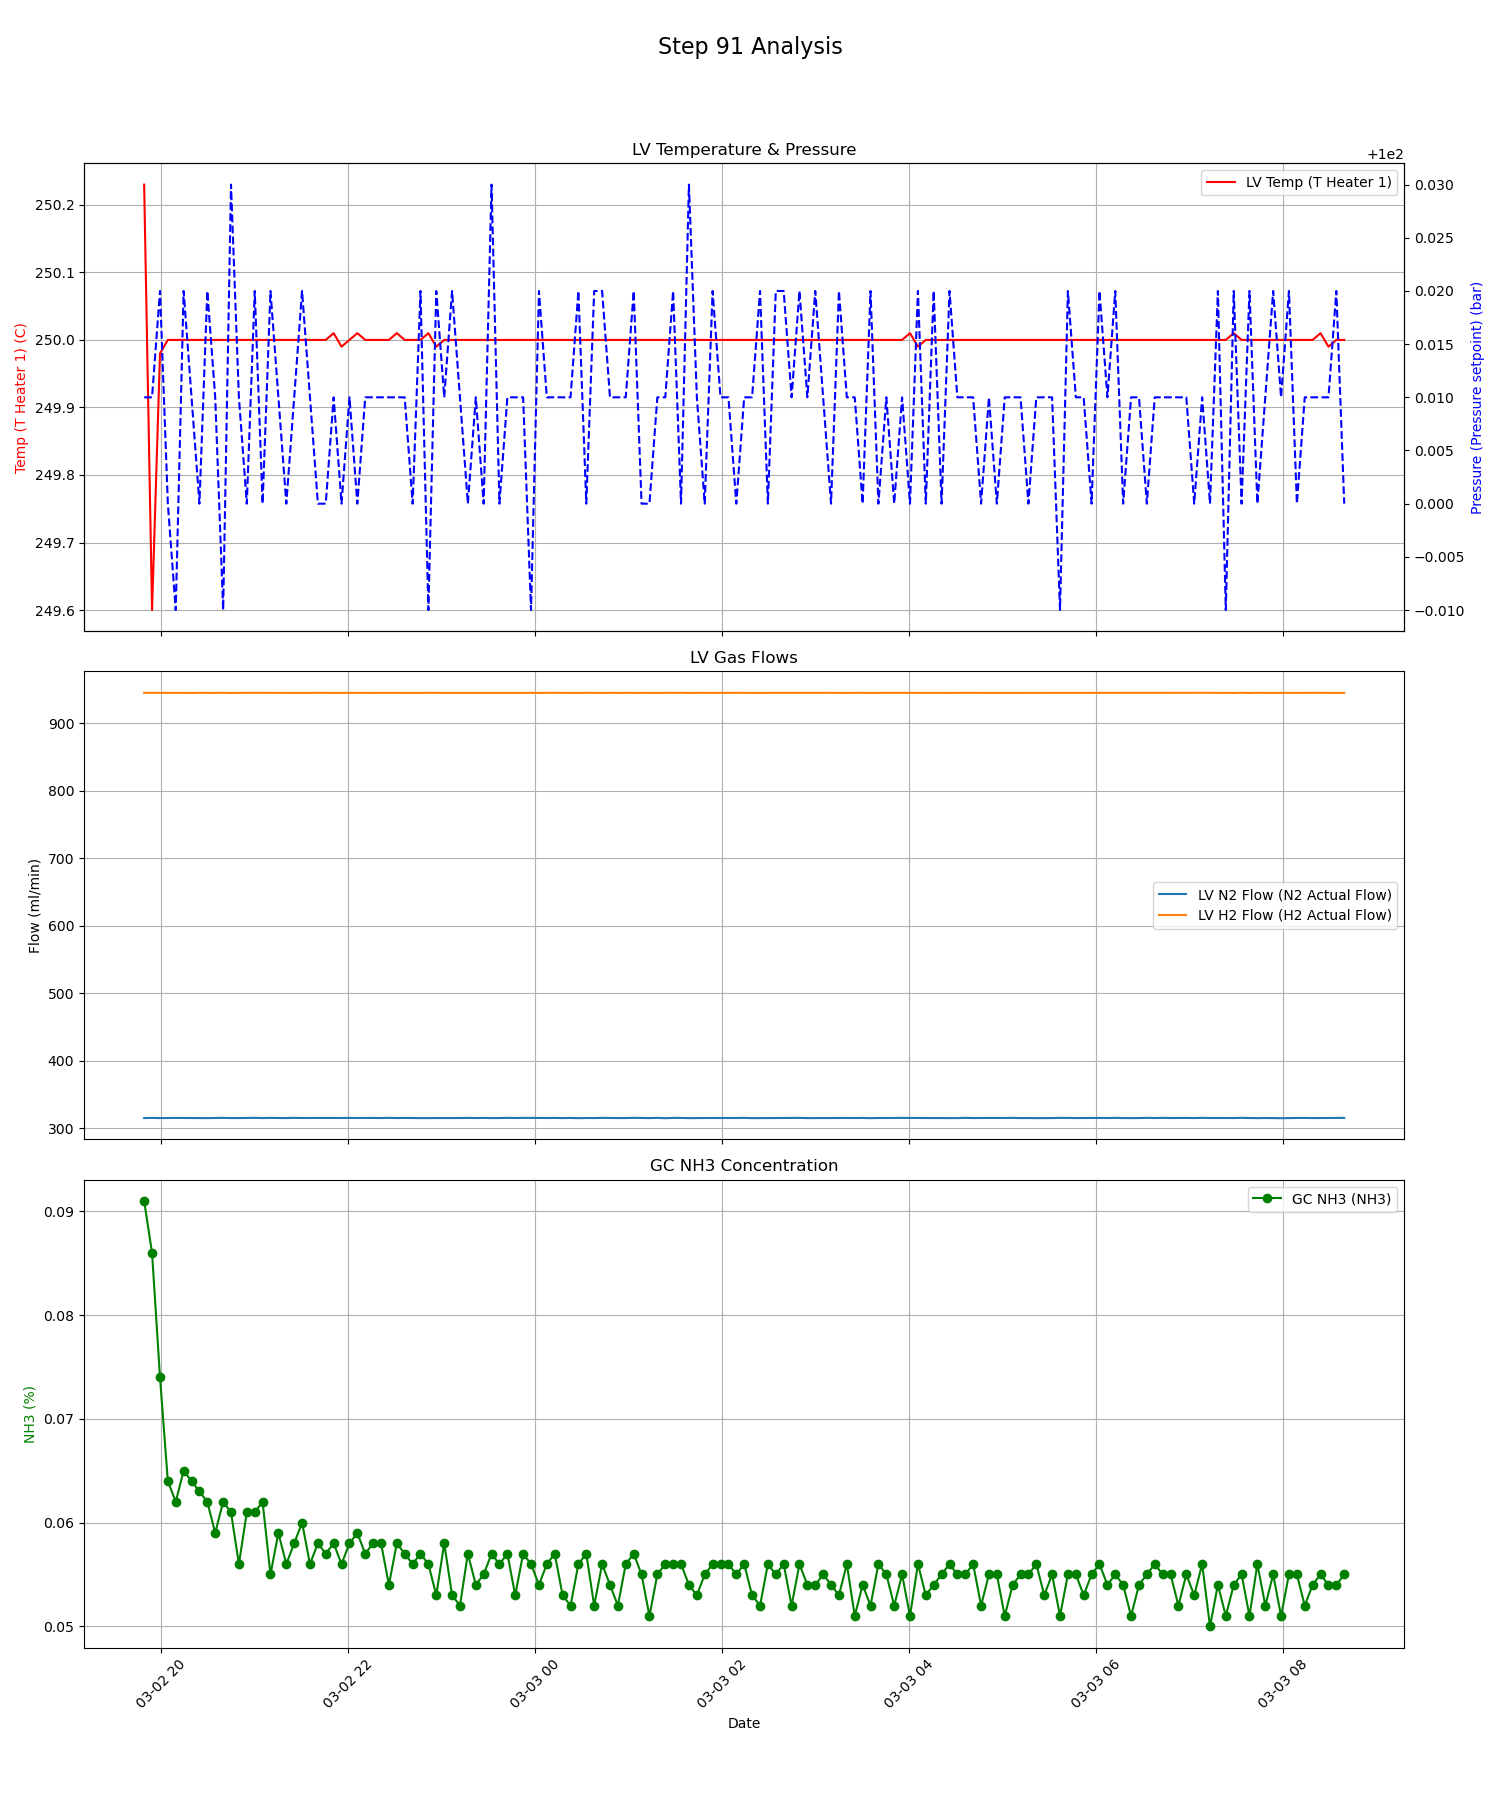 Step 91 Analysis
LV Temperature & Pressure
+1e2
LV Temp (T Heater 1)
250.2
250.1
250.0
249.9
249.8
249.7
249.6
Temp (T Heater 1) (C)
0.030
0.025
0.020
0.015
0.010
0.005
0.000
−0.005
−0.010
Pressure (Pressure setpoint) (bar)
LV Gas Flows
900
800
700
600
500
400
300
Flow (ml/min)
LV N2 Flow (N2 Actual Flow)
LV H2 Flow (H2 Actual Flow)
GC NH3 Concentration
GC NH3 (NH3)
0.09
0.08
0.07
0.06
0.05
NH3 (%)
03-02 20
03-02 22
03-03 00
03-03 02
03-03 04
03-03 06
03-03 08
Date